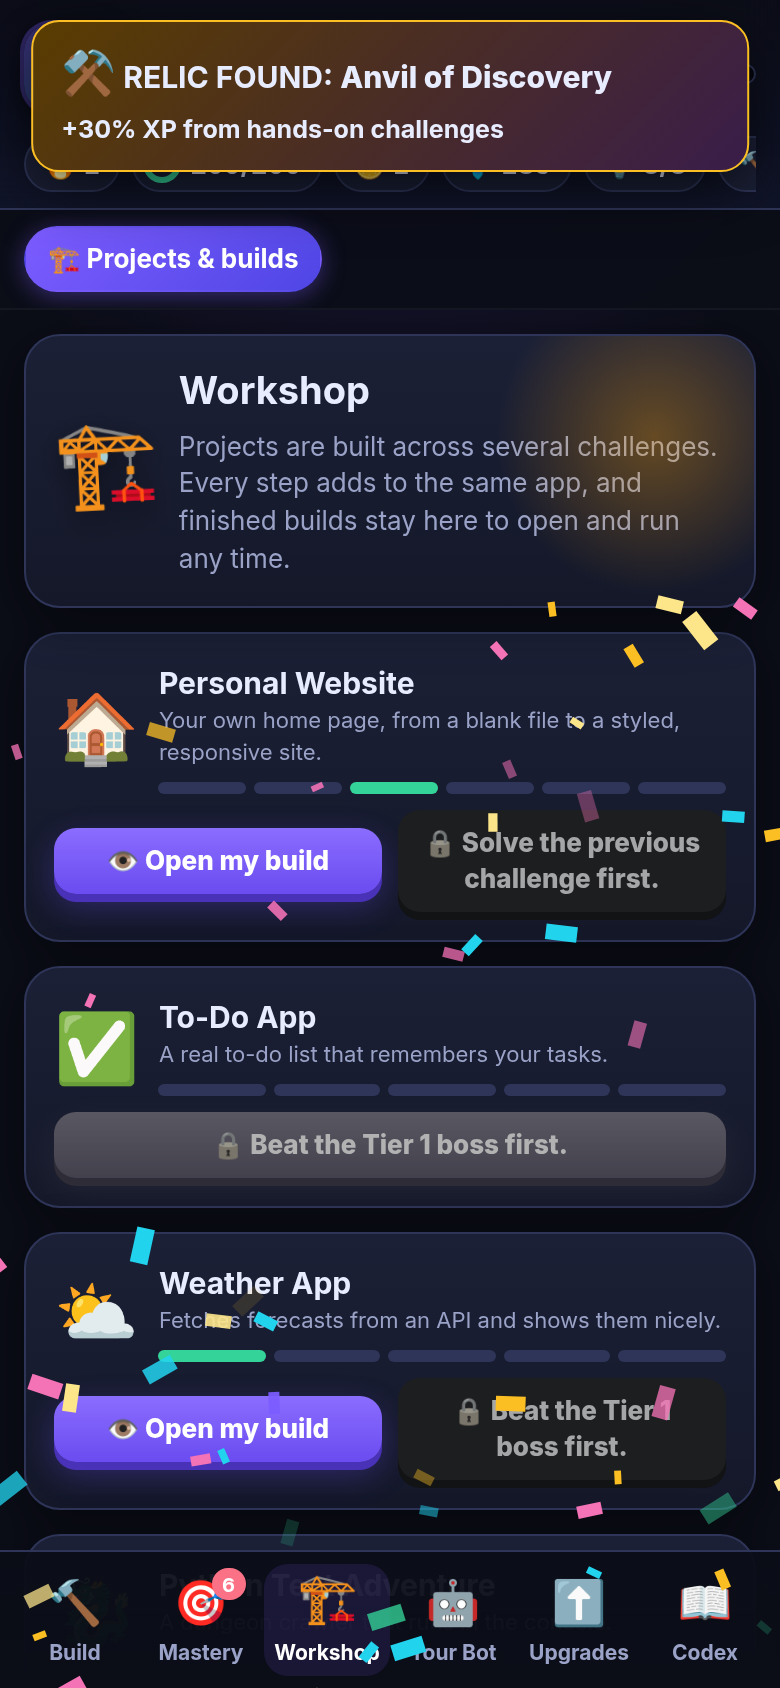 RELIC FOUND: Anvil of Discovery
+30% XP from hands-on challenges
Projects & builds
Workshop
Projects are built across several challenges.
Every step adds to the same app, and
finished builds stay here to open and run
any time.
Personal Website
Your own home page, from a blank file to a styled,
responsive site.
Open my build
Solve the previous
challenge first.
To-Do App
A real to-do list that remembers your tasks.
Beat the Tier 1 boss first.
Weather App
Fetches forecasts from an API and shows them nicely.
Open my build
Beat the Tier 1
boss first.
6
Build
Mastery
Workshop
Your Bot
Upgrades
Codex